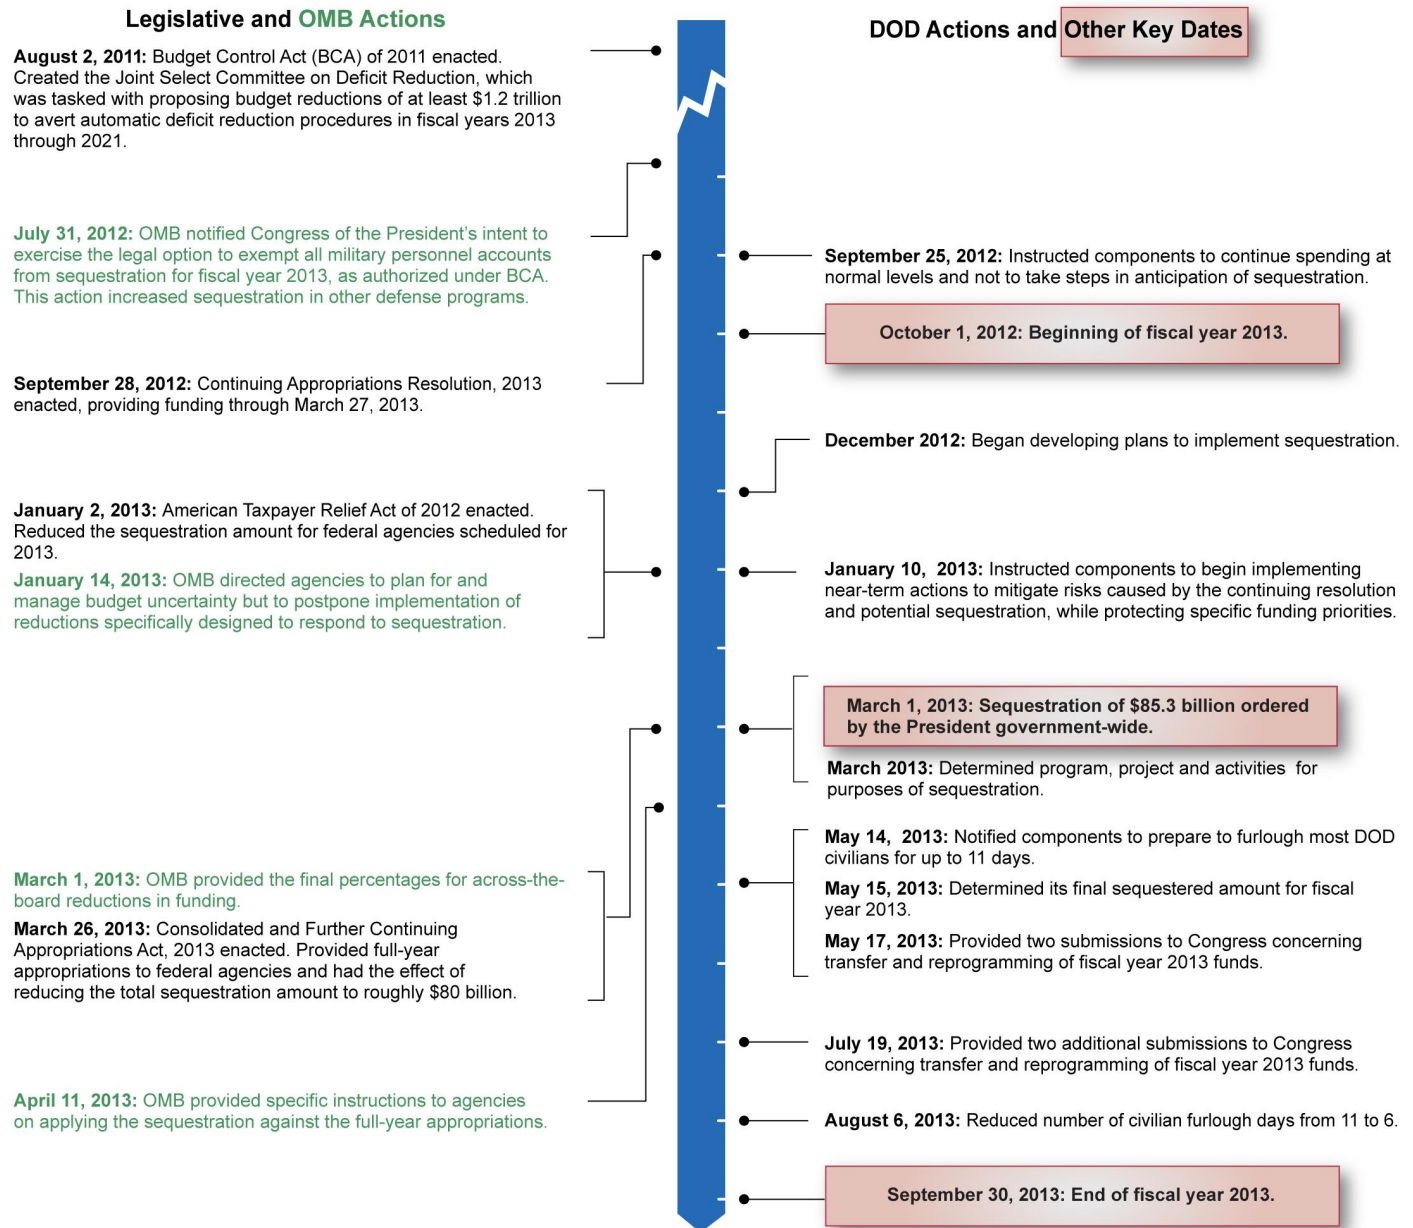 Legislative and OMB Actions
August 2, 2011: Budget Control Act (BCA) of 2011 enacted.
Created the Joint Select Committee on Deficit Reduction, which
was tasked with proposing budget reductions of at least $1.2 trillion
to avert automatic deficit reduction procedures in fiscal years 2013
through 2021.
July 31, 2012: OMB notified Congress of the President's intent to
exercise the legal option to exempt all military personnel accounts
from sequestration for fiscal year 2013, as authorized under BCA.
This action increased sequestration in other defense programs.
September 28, 2012: Continuing Appropriations Resolution, 2013
enacted, providing funding through March 27, 2013.
January 2, 2013: American Taxpayer Relief Act of 2012 enacted.
Reduced the sequestration amount for federal agencies scheduled for
2013.
January 14, 2013: OMB directed agencies to plan for and
manage budget uncertainty but to postpone implementation of
reductions specifically designed to respond to sequestration.
March 1, 2013: OMB provided the final percentages for across-the-
board reductions in funding.
March 26, 2013: Consolidated and Further Continuing
Appropriations Act, 2013 enacted. Provided full-year
appropriations to federal agencies and had the effect of
reducing the total sequestration amount to roughly $80 billion.
April 11, 2013: OMB provided specific instructions to agencies
on applying the sequestration against the full-year appropriations.
DOD Actions and Other Key Dates
September 25, 2012: Instructed components to continue spending at
normal levels and not to take steps in anticipation of sequestration.
October 1, 2012: Beginning of fiscal year 2013.
December 2012: Began developing plans to implement sequestration.
January 10, 2013: Instructed components to begin implementing
near-term actions to mitigate risks caused by the continuing resolution
and potential sequestration, while protecting specific funding priorities.
March 1, 2013: Sequestration of $85.3 billion ordered
by the President government-wide.
March 2013: Determined program, project and activities for
purposes of sequestration.
May 14, 2013: Notified components to prepare to furlough most DOD
civilians for up to 11 days.
May 15, 2013: Determined its final sequestered amount for fiscal
year 2013.
May 17, 2013: Provided two submissions to Congress concerning
transfer and reprogramming of fiscal year 2013 funds.
July 19, 2013: Provided two additional submissions to Congress
concerning transfer and reprogramming of fiscal year 2013 funds.
August 6, 2013: Reduced number of civilian furlough days from 11 to 6.
September 30, 2013: End of fiscal year 2013.